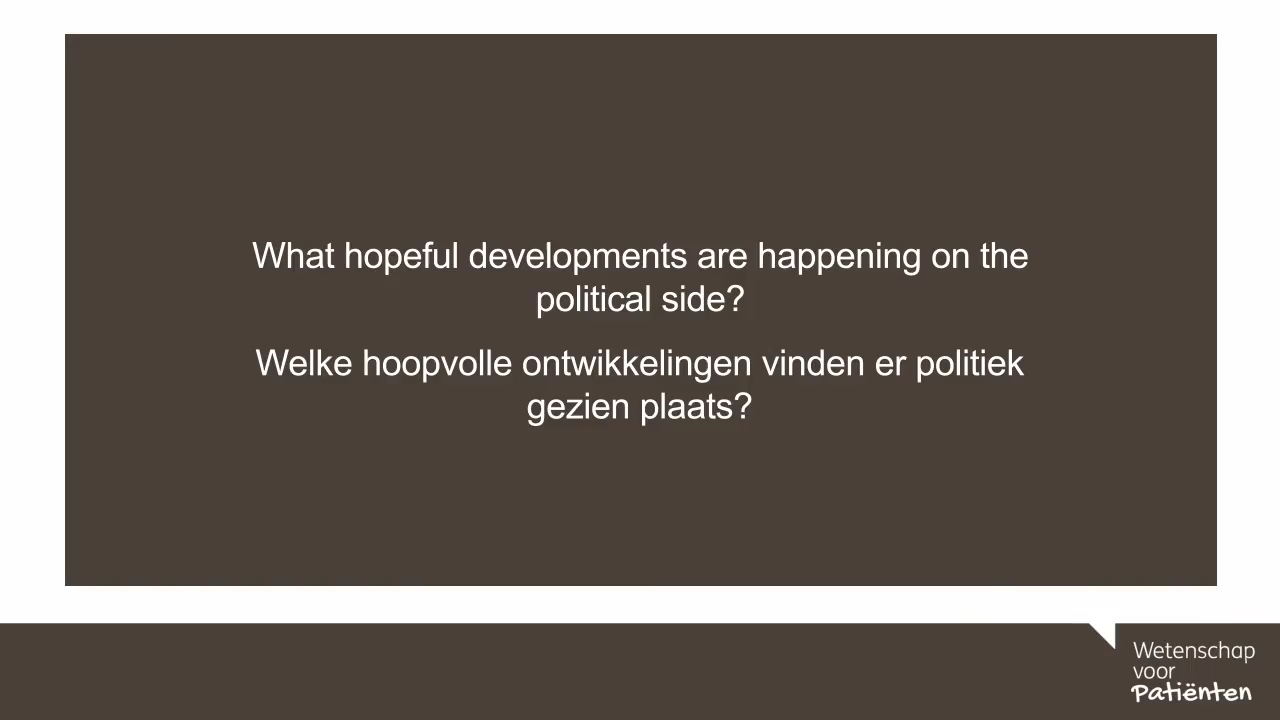 What hopeful developments are happening on the
political side?
Welke hoopvolle ontwikkelingen vinden er politiek
gezien plaats?
Wetenschap
voor
Patiënten